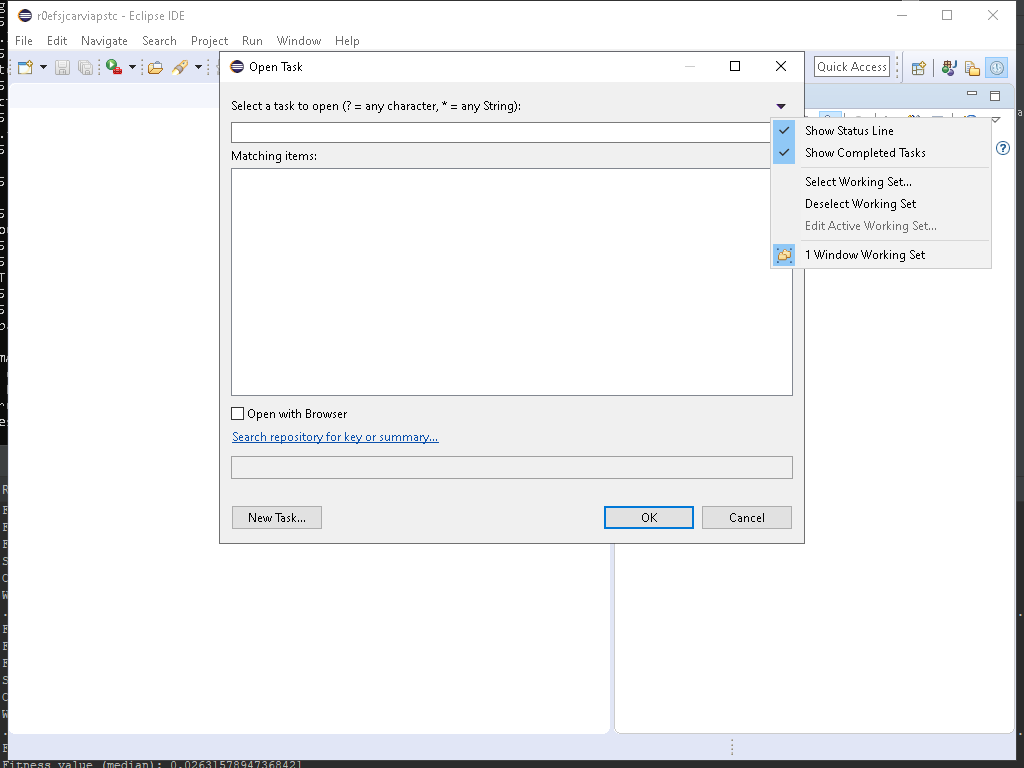 r0efsjcarviapstc - Eclipse IDE
File Edit Navigate Search Project Run Window Help
Quick Access
Open Task
Select a task to open (? = any character, * = any String):
Matching items:
Show Status Line
Show Completed Tasks
Select Working Set...
Deselect Working Set
Edit Active Working Set...
1 Window Working Set
Open with Browser
Search repository for key or summary...
New Task...
OK
Cancel
Fitness value (median): 0.02631578947368421